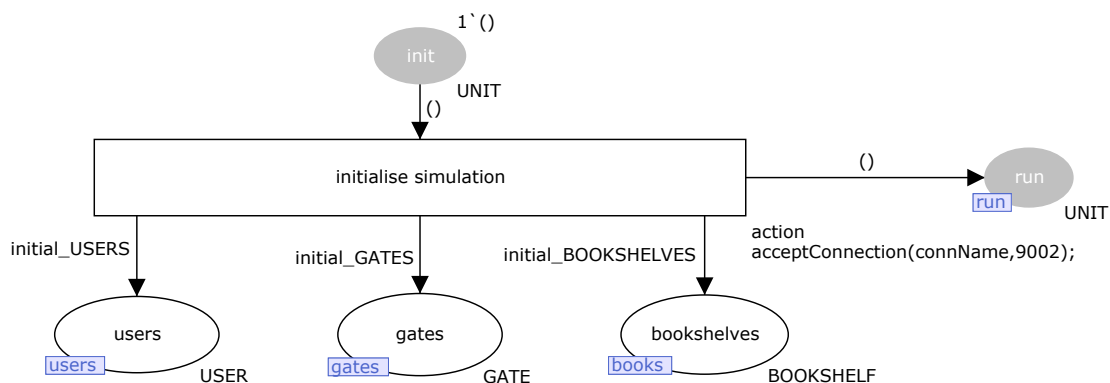 1`()
init
UNIT
()
initialise simulation
()
run
run
UNIT
initial_USERS
initial_GATES
initial_BOOKSHELVES
action
acceptConnection(connName,9002);
users
users
USER
gates
gates
GATE
bookshelves
books
BOOKSHELF